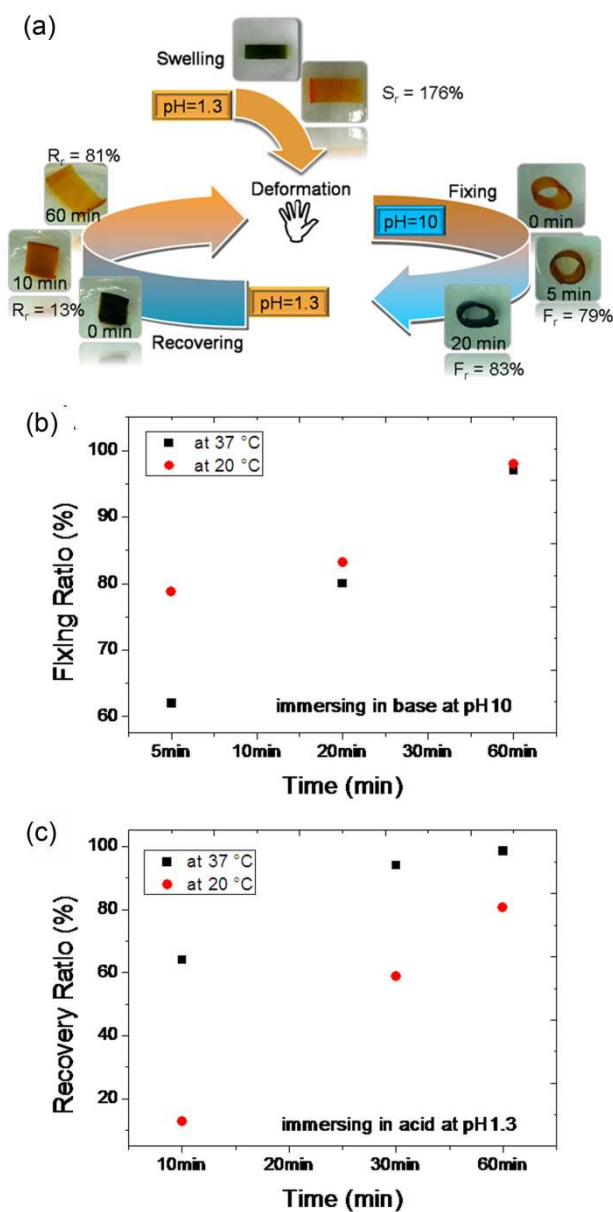 (a)
Swelling
pH=1.3
Sᵣ = 176%
Rᵣ = 81%
Deformation
Fixing
60 min
pH=10
0 min
10 min
5 min
Rᵣ = 13%
0 min
pH=1.3
20 min
Fᵣ = 79%
Recovering
Fᵣ = 83%
(b)
at 37 °C
at 20 °C
100
90
80
70
60
Fixing Ratio (%)
immersing in base at pH10
5min 10min 20min 30min 60min
Time (min)
(c)
at 37 °C
at 20 °C
100
80
60
40
20
Recovery Ratio (%)
immersing in acid at pH1.3
10min 20min 30min 60min
Time (min)